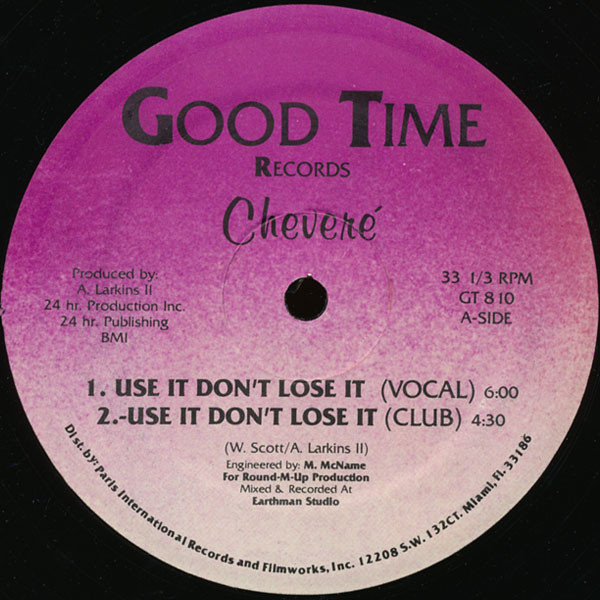 GOOD TIME
RECORDS
Cheveré
Produced by:
A. Larkins II
24 hr. Production Inc.
24 hr. Publishing
BMI
33 1/3 RPM
GT 810
A-SIDE
1. USE IT DON'T LOSE IT (VOCAL) 6:00
2.-USE IT DON'T LOSE IT (CLUB) 4:30
(W. Scott/A. Larkins II)
Engineered by: M. McName
For Round-M-Up Production
Mixed & Recorded At
Earthman Studio
Dist. by: Paris International Records and Filmworks, Inc. 12208 S.W. 132CT. Miami, Fl. 33186